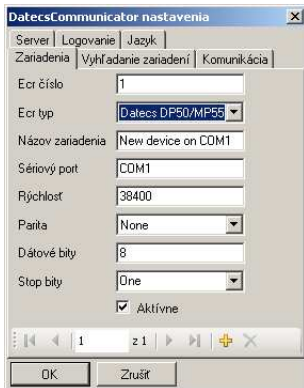 DatecsCommunicator nastavenia
Server Logovanie Jazyk
Zariadenia Vyhľadanie zariadení Komunikácia
Ecr číslo 1
Ecr typ Datecs DP50/MP55
Názov zariadenia New device on COM1
Sériový port COM1
Rýchlosť 38400
Parita None
Dátové bity 8
Stop bity One
Aktívne
1 z 1
OK Zrušiť